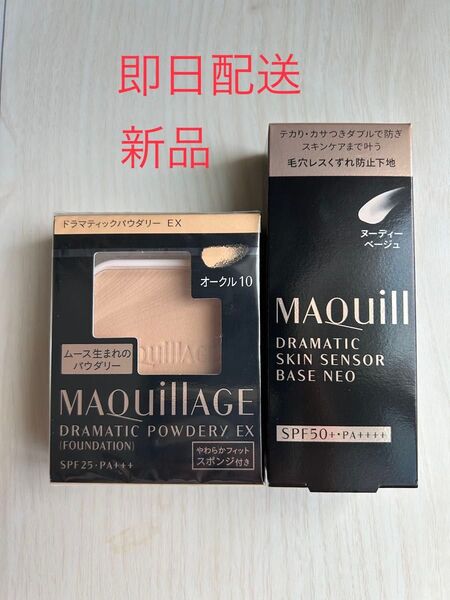 即日配送
新品
ドラマティックパウダリー EX
オークル10
ムース生まれの
パウダリー
MAQuillAGE
DRAMATIC POWDERY EX
(FOUNDATION)
SPF25・PA+++
やわらかフィット
スポンジ付き
テカリ・カサつきダブルで防ぎ
スキンケアまで叶う
毛穴レスくずれ防止下地
ヌーディー
ベージュ
MAQuill
DRAMATIC
SKIN SENSOR
BASE NEO
SPF50+・PA++++